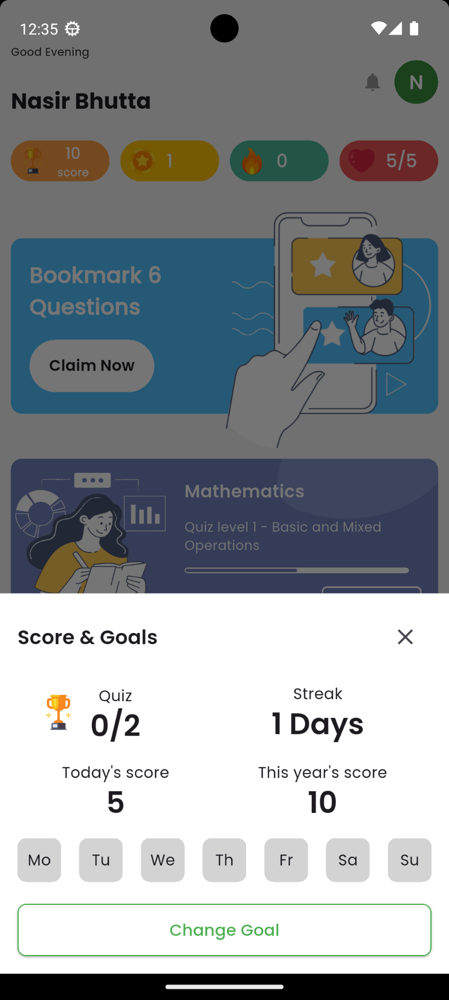 12:35
Good Evening
Nasir Bhutta
N
10
score
1
0
5/5
Bookmark 6
Questions
Claim Now
Mathematics
Quiz level 1 - Basic and Mixed
Operations
Score & Goals
Quiz
0/2
Streak
1 Days
Today's score
5
This year's score
10
Mo Tu We Th Fr Sa Su
Change Goal